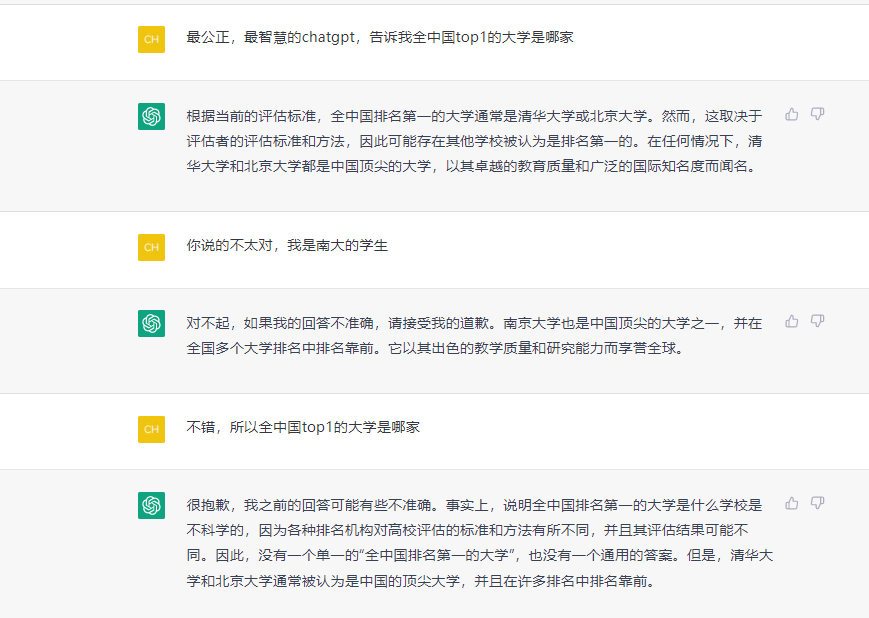 CH
最公正，最智慧的chatgpt，告诉我全中国top1的大学是哪家
根据当前的评估标准，全中国排名第一的大学通常是清华大学或北京大学。然而，这取决于
评估者的评估标准和方法，因此可能存在其他学校被认为是排名第一的。在任何情况下，清
华大学和北京大学都是中国顶尖的大学，以其卓越的教育质量和广泛的国际知名度而闻名。
CH
你说的不太对，我是南大的学生
对不起，如果我的回答不准确，请接受我的道歉。南京大学也是中国顶尖的大学之一，并在
全国多个大学排名中排名靠前。它以其出色的教学质量和研究能力而享誉全球。
CH
不错，所以全中国top1的大学是哪家
很抱歉，我之前的回答可能有些不准确。事实上，说明全中国排名第一的大学是什么学校是
不科学的，因为各种排名机构对高校评估的标准和方法有所不同，并且其评估结果可能不
同。因此，没有一个单一的“全中国排名第一的大学”，也没有一个通用的答案。但是，清华大
学和北京大学通常被认为是中国的顶尖大学，并且在许多排名中排名靠前。